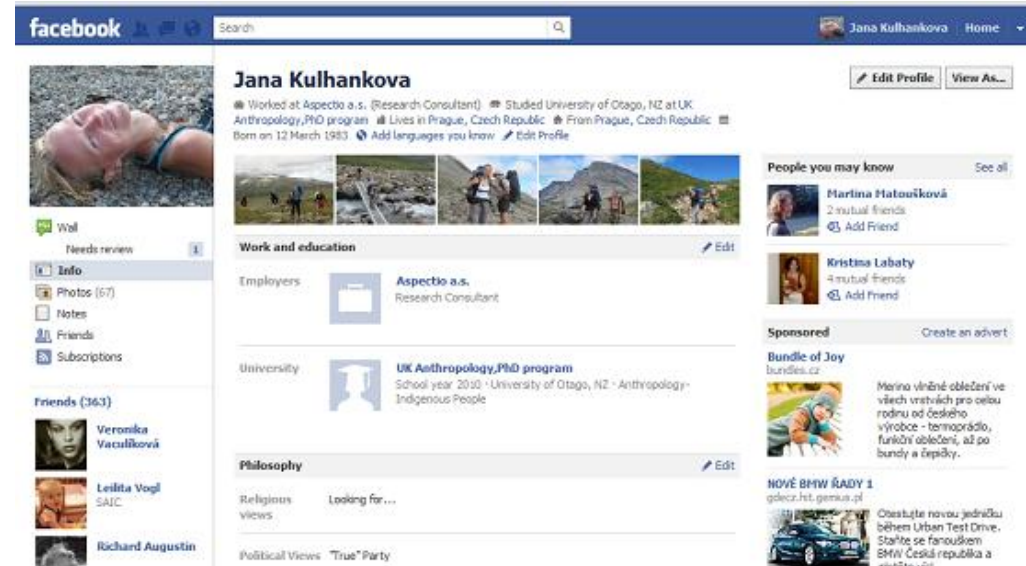 facebook
Search
Jana Kulhankova Home
Jana Kulhankova
Edit Profile View As...
Worked at Aspectio a.s. (Research Consultant) Studied University of Otago, NZ at UK
Anthropology,PhD program Lives in Prague, Czech Republic From Prague, Czech Republic
Born on 12 March 1983 Add languages you know Edit Profile
Wall
Needs review 1
Info
Photos (67)
Notes
Friends
Subscriptions
Friends (363)
Veronika
Vaculíková
Leilita Vogl
SAIC
Richard Augustin
Work and education Edit
Employers
Aspectio a.s.
Research Consultant
University
UK Anthropology,PhD program
School year 2010 · University of Otago, NZ · Anthropology-
Indigenous People
Philosophy Edit
Religious
views
Looking for...
Political Views "True" Party
People you may know See all
Martina Matoušková
2 mutual friends
Add Friend
Kristina Labaty
4 mutual friends
Add Friend
Sponsored Create an advert
Bundle of Joy
bundles.cz
Merino vlněné oblečení ve
všech vrstvách pro celou
rodinu od českého
výrobce - termoprádlo,
funkční oblečení, až po
bundy a čepičky.
NOVÉ BMW ŘADY 1
gdecz.hit.gemius.pl
Otestujte novou jedničku
během Urban Test Drive.
Staňte se fanouškem
BMW Česká republika a